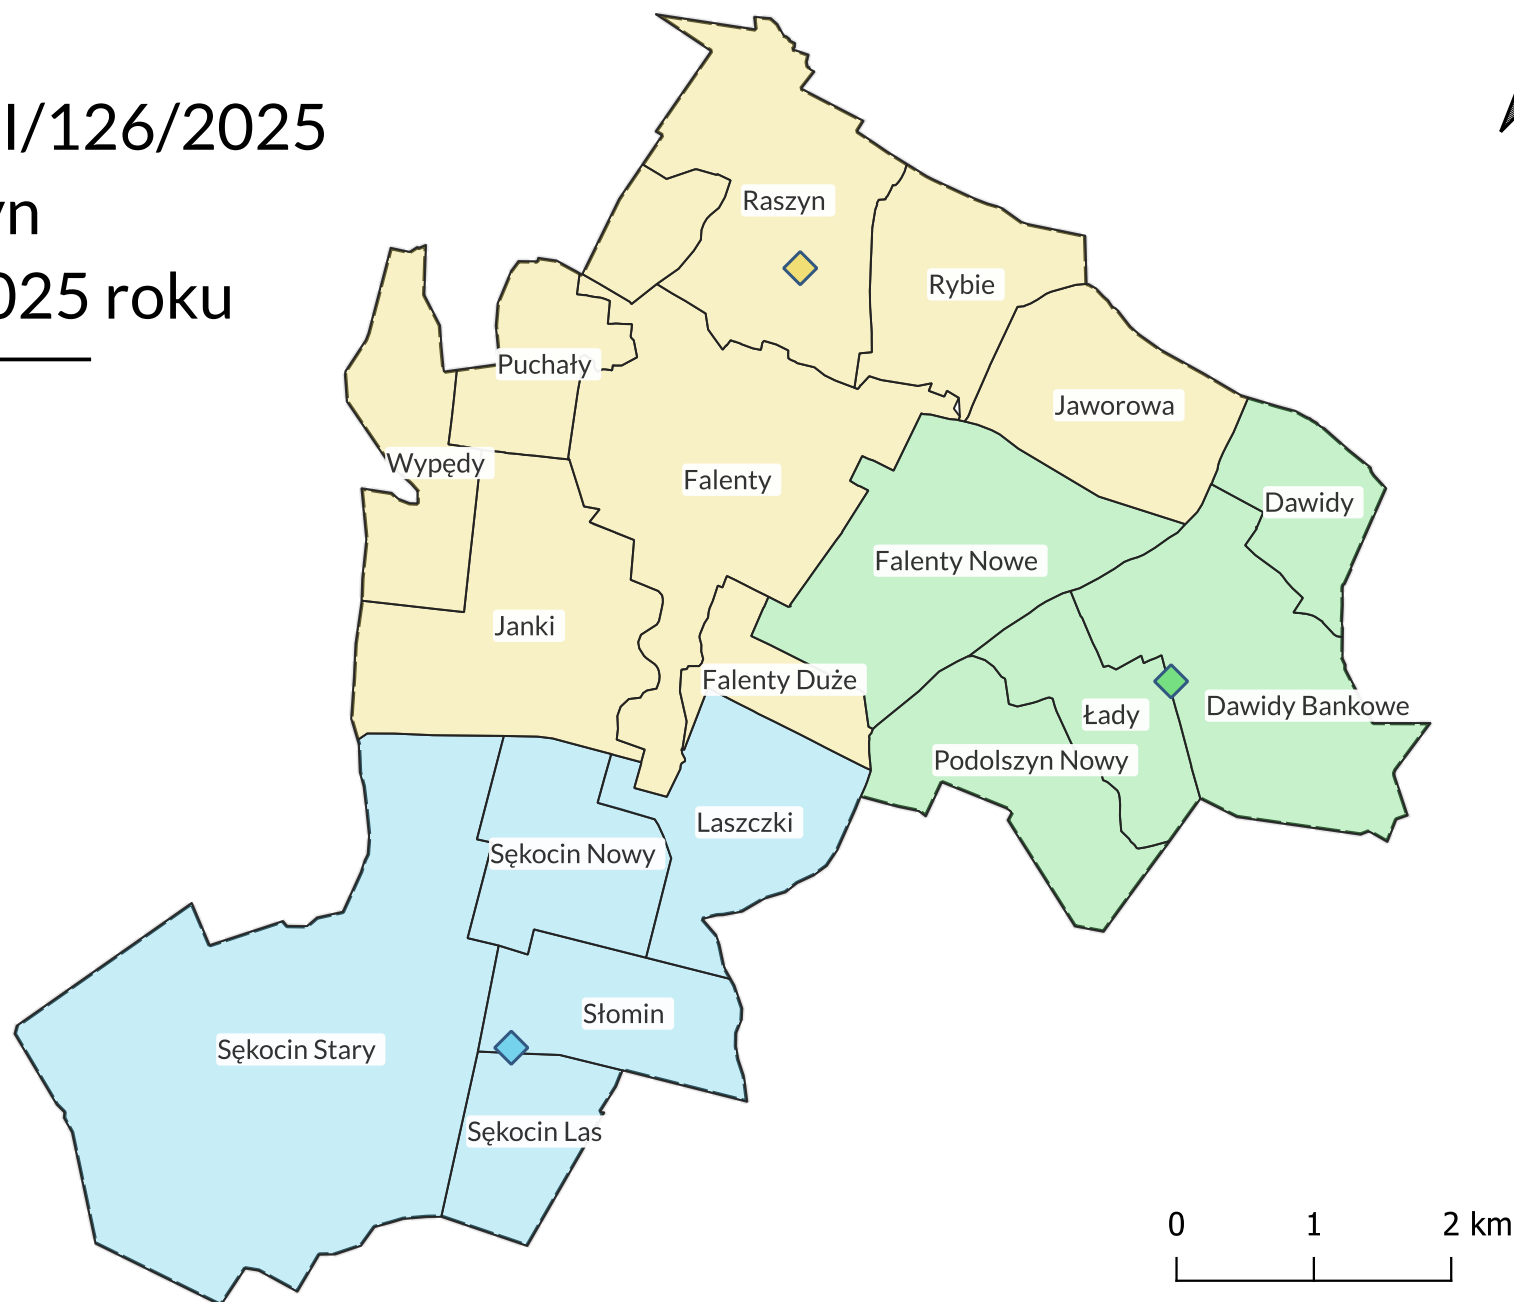 I/126/2025
yn
025 roku
Raszyn
Rybie
Puchały
Jaworowa
Wypędy
Falenty
Dawidy
Falenty Nowe
Janki
Falenty Duże
Dawidy Bankowe
Łady
Podolszyn Nowy
Laszczki
Sękocin Nowy
Słomin
Sękocin Stary
Sękocin Las
0 1 2 km